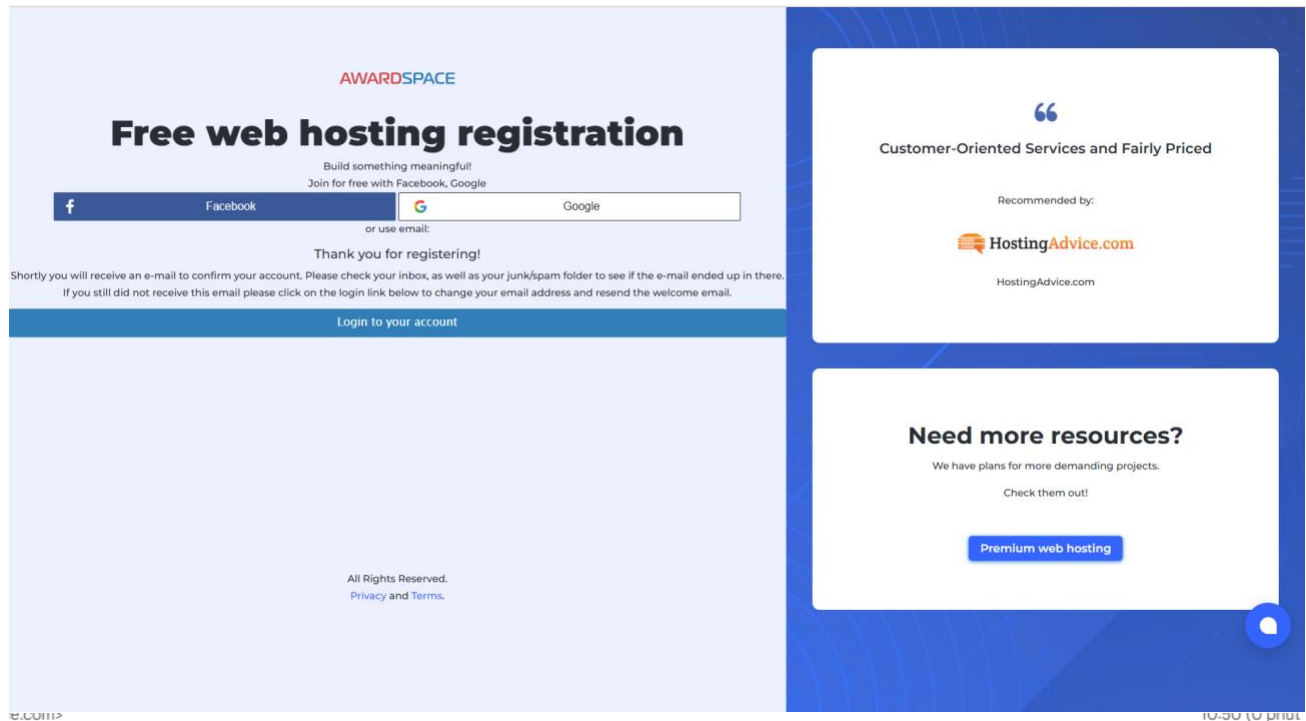 AWARDSPACE
Free web hosting registration
Build something meaningful!
Join for free with Facebook, Google
Facebook
Google
or use email:
Thank you for registering!
Shortly you will receive an e-mail to confirm your account. Please check your inbox, as well as your junk/spam folder to see if the e-mail ended up in there.
If you still did not receive this email please click on the login link below to change your email address and resend the welcome email.
Login to your account
All Rights Reserved.
Privacy and Terms.
Customer-Oriented Services and Fairly Priced
Recommended by:
HostingAdvice.com
HostingAdvice.com
Need more resources?
We have plans for more demanding projects.
Check them out!
Premium web hosting
e.com>
10:50 (0 phút